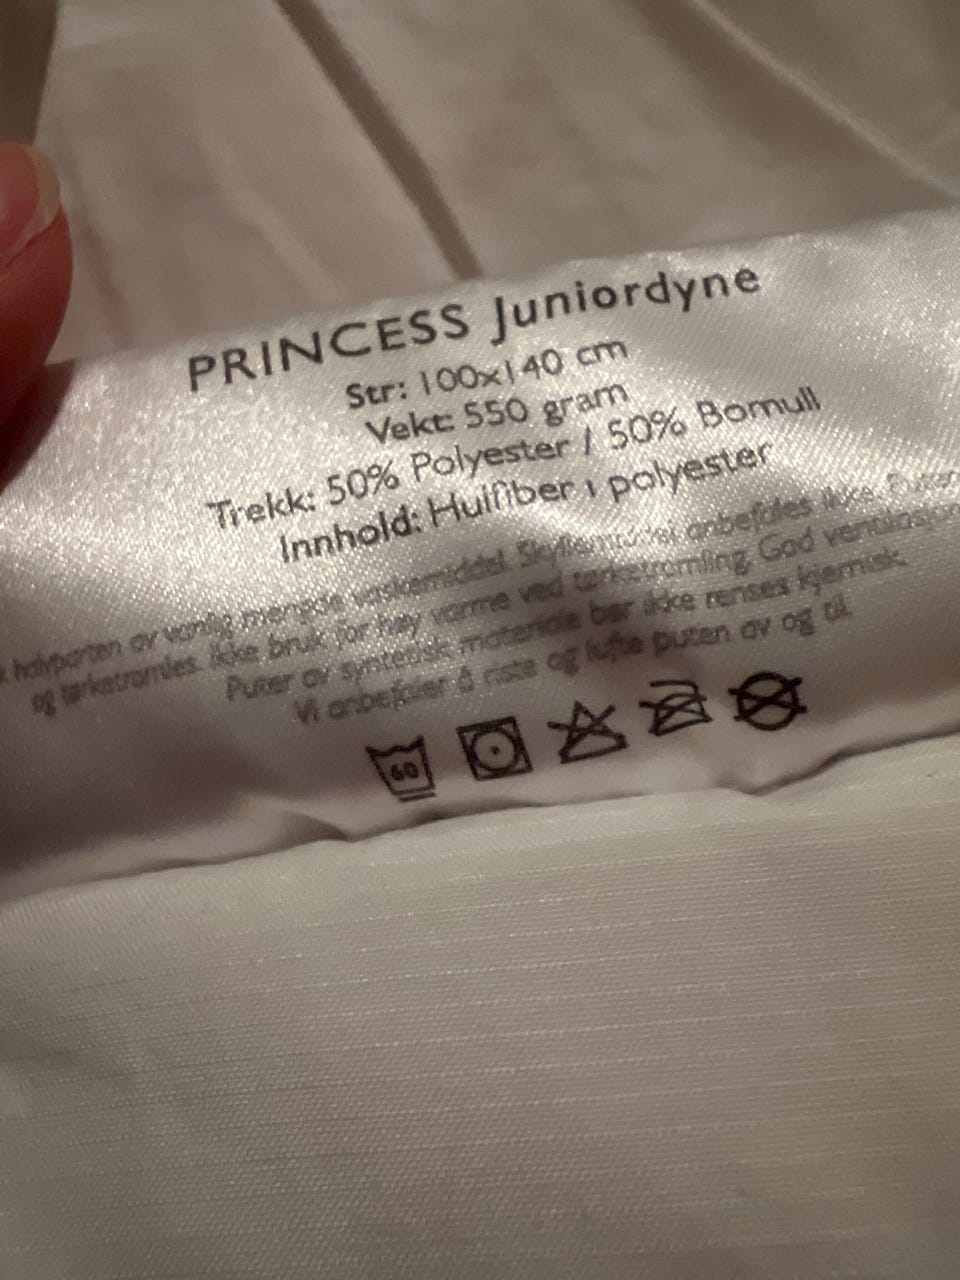 PRINCESS Juniordyne
Str: 100x140 cm
Vekt: 550 gram
Trekk: 50% Polyester / 50% Bomull
Innhold: Hulfiber i polyester
halvparten av vanlig mengde vaskemiddel. Skyllemiddel anbefales ikke. Puter
og tørketromles. Ikke bruk for høy varme ved tørketromling. God ventilasjon
Puter av syntetisk materiale bør ikke renses kjemisk.
Vi anbefaler å riste og lufte puten av og til.
60